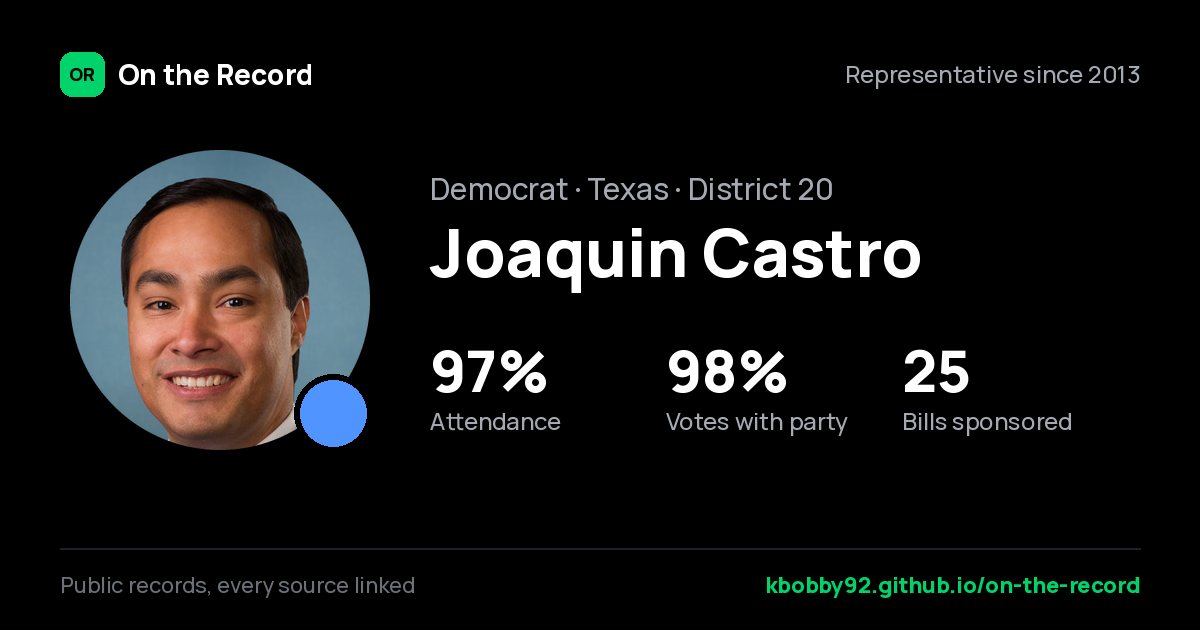 OR On the Record
Representative since 2013
Democrat · Texas · District 20
Joaquin Castro
97% 98% 25
Attendance Votes with party Bills sponsored
Public records, every source linked
kbobby92.github.io/on-the-record